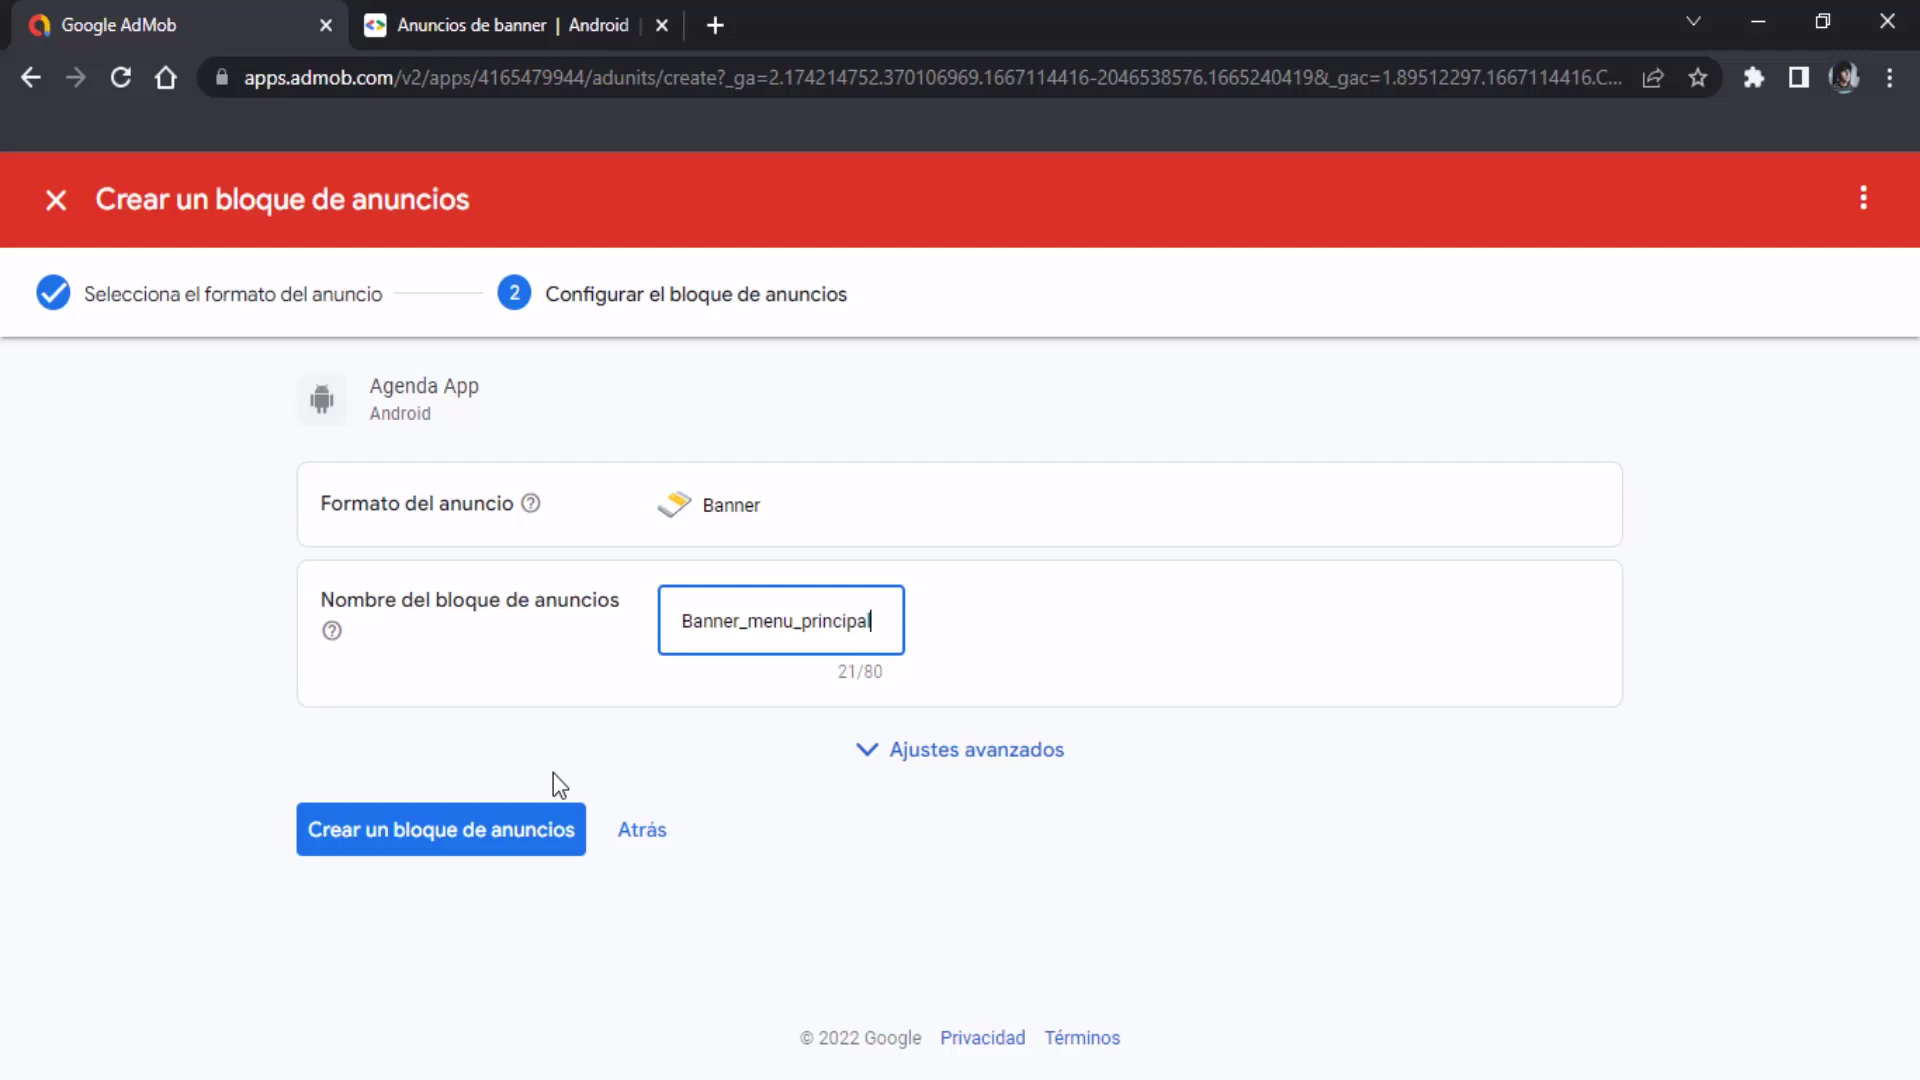 Google AdMob
Anuncios de banner | Android
apps.admob.com/v2/apps/4165479944/adunits/create?_ga=2.174214752.370106969.1667114416-2046538576.1665240419&_gac=1.89512297.1667114416.C...
Crear un bloque de anuncios
Selecciona el formato del anuncio
2 Configurar el bloque de anuncios
Agenda App
Android
Formato del anuncio ?
Banner
Nombre del bloque de anuncios
?
Banner_menu_principal
21/80
Ajustes avanzados
Crear un bloque de anuncios
Atrás
© 2022 Google Privacidad Términos